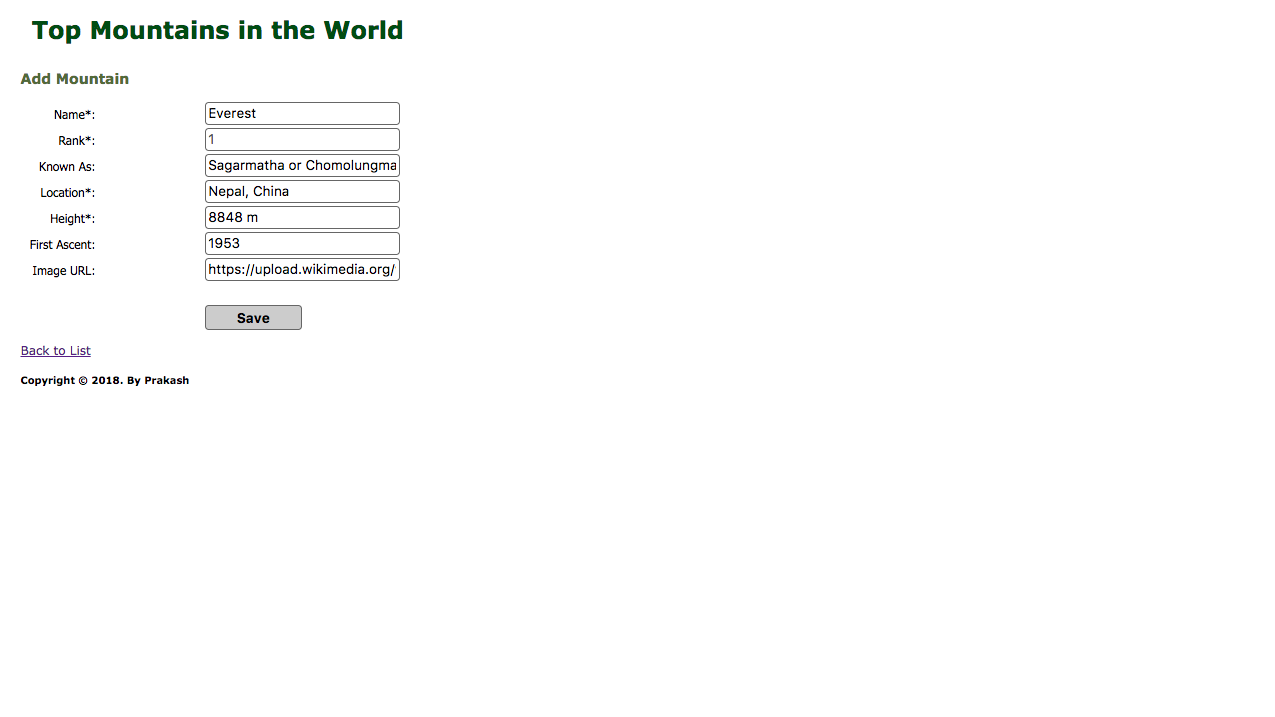 Top Mountains in the World
Add Mountain
Name*: Everest
Rank*: 1
Known As: Sagarmatha or Chomolungma
Location*: Nepal, China
Height*: 8848 m
First Ascent: 1953
Image URL: https://upload.wikimedia.org/
Save
Back to List
Copyright © 2018. By Prakash